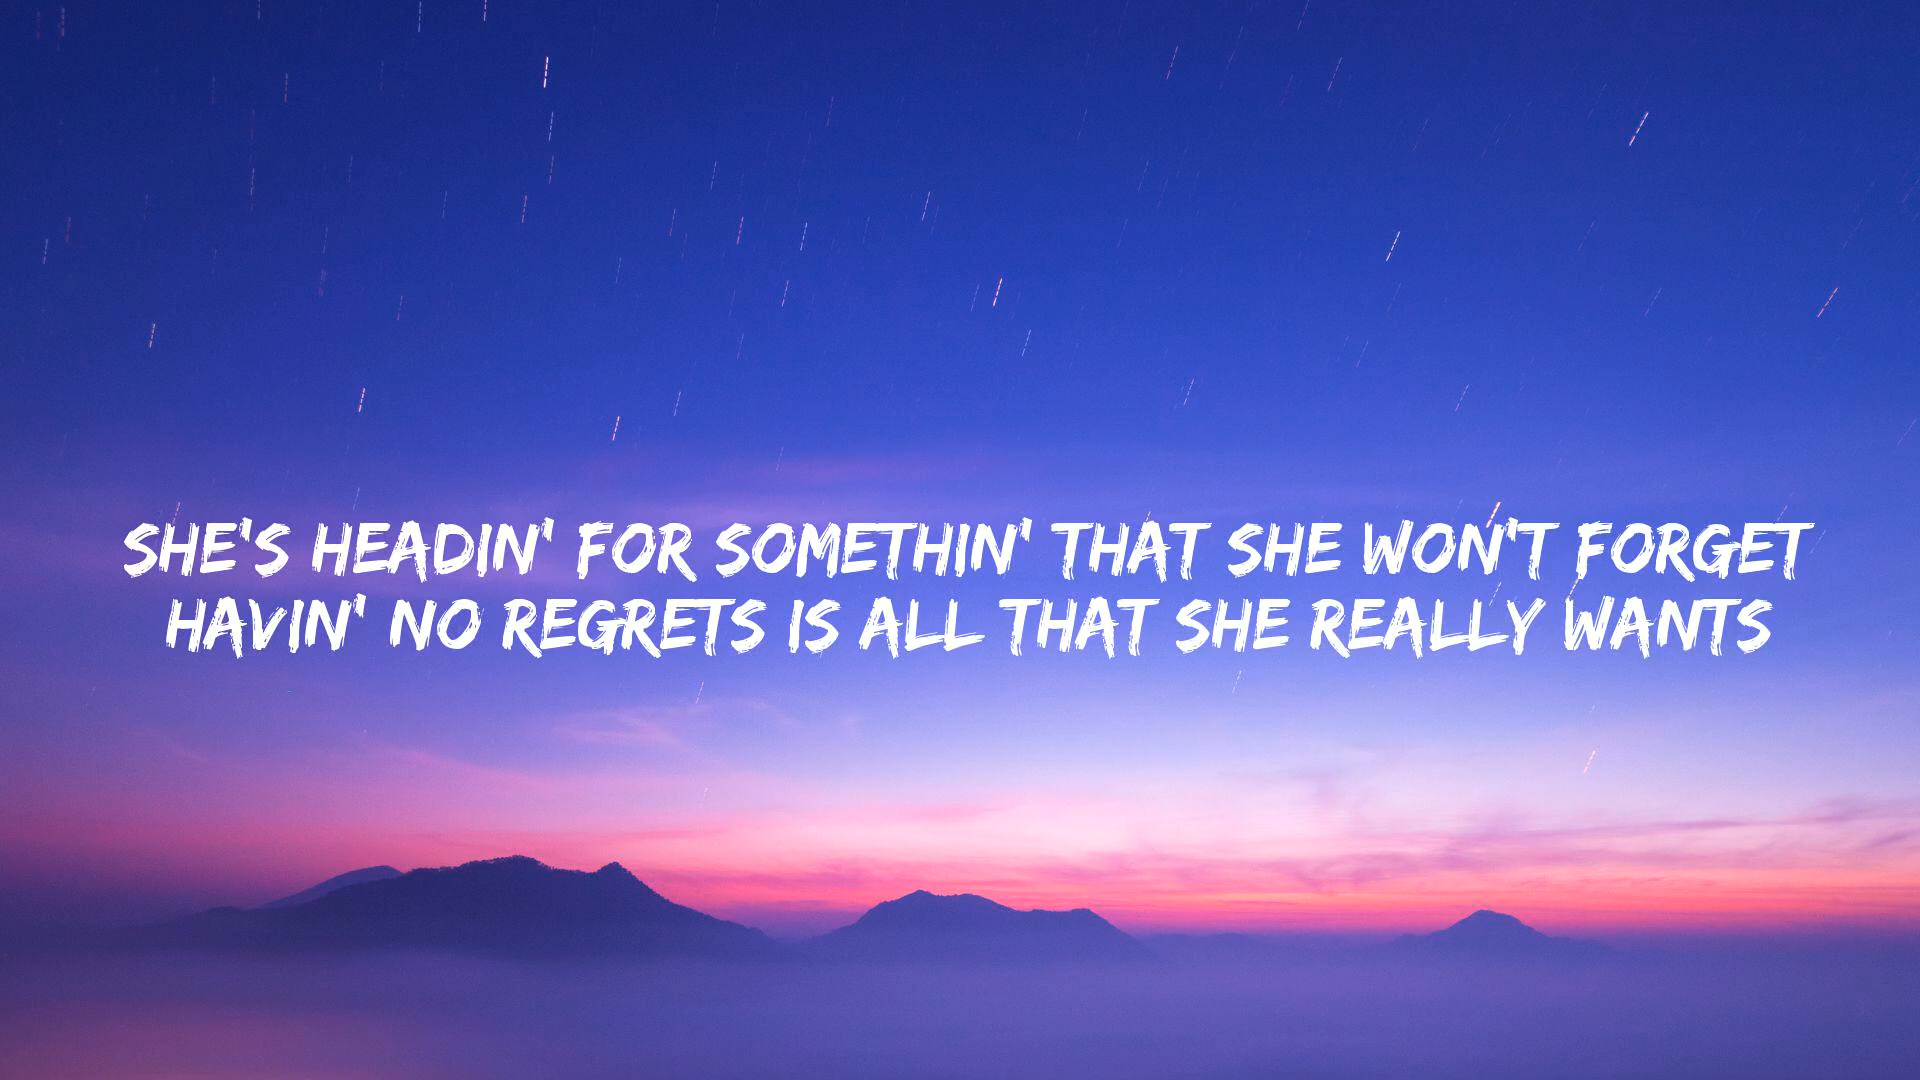 SHE'S HEADIN' FOR SOMETHIN' THAT SHE WON'T FORGET
HAVIN' NO REGRETS IS ALL THAT SHE REALLY WANTS